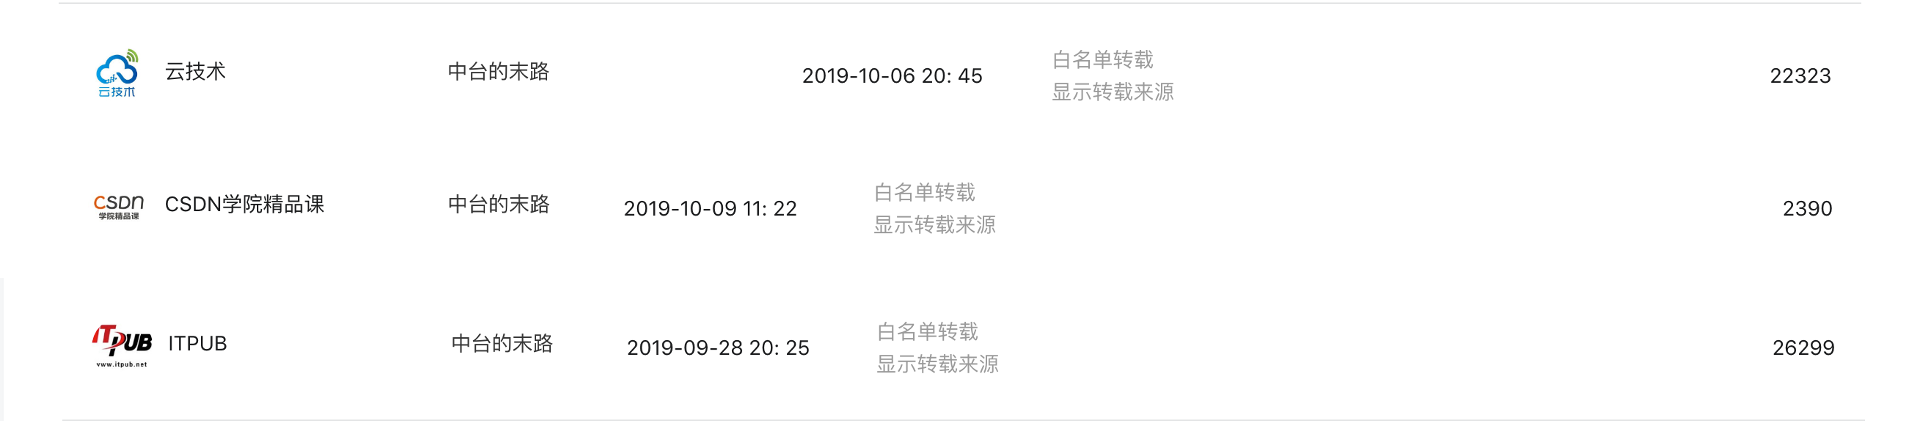 云技术
云技术
中台的末路
2019-10-06 20: 45
白名单转载
显示转载来源
22323
CSDN
学院精品课
CSDN学院精品课
中台的末路
2019-10-09 11: 22
白名单转载
显示转载来源
2390
ITPUB
www.itpub.net
ITPUB
中台的末路
2019-09-28 20: 25
白名单转载
显示转载来源
26299